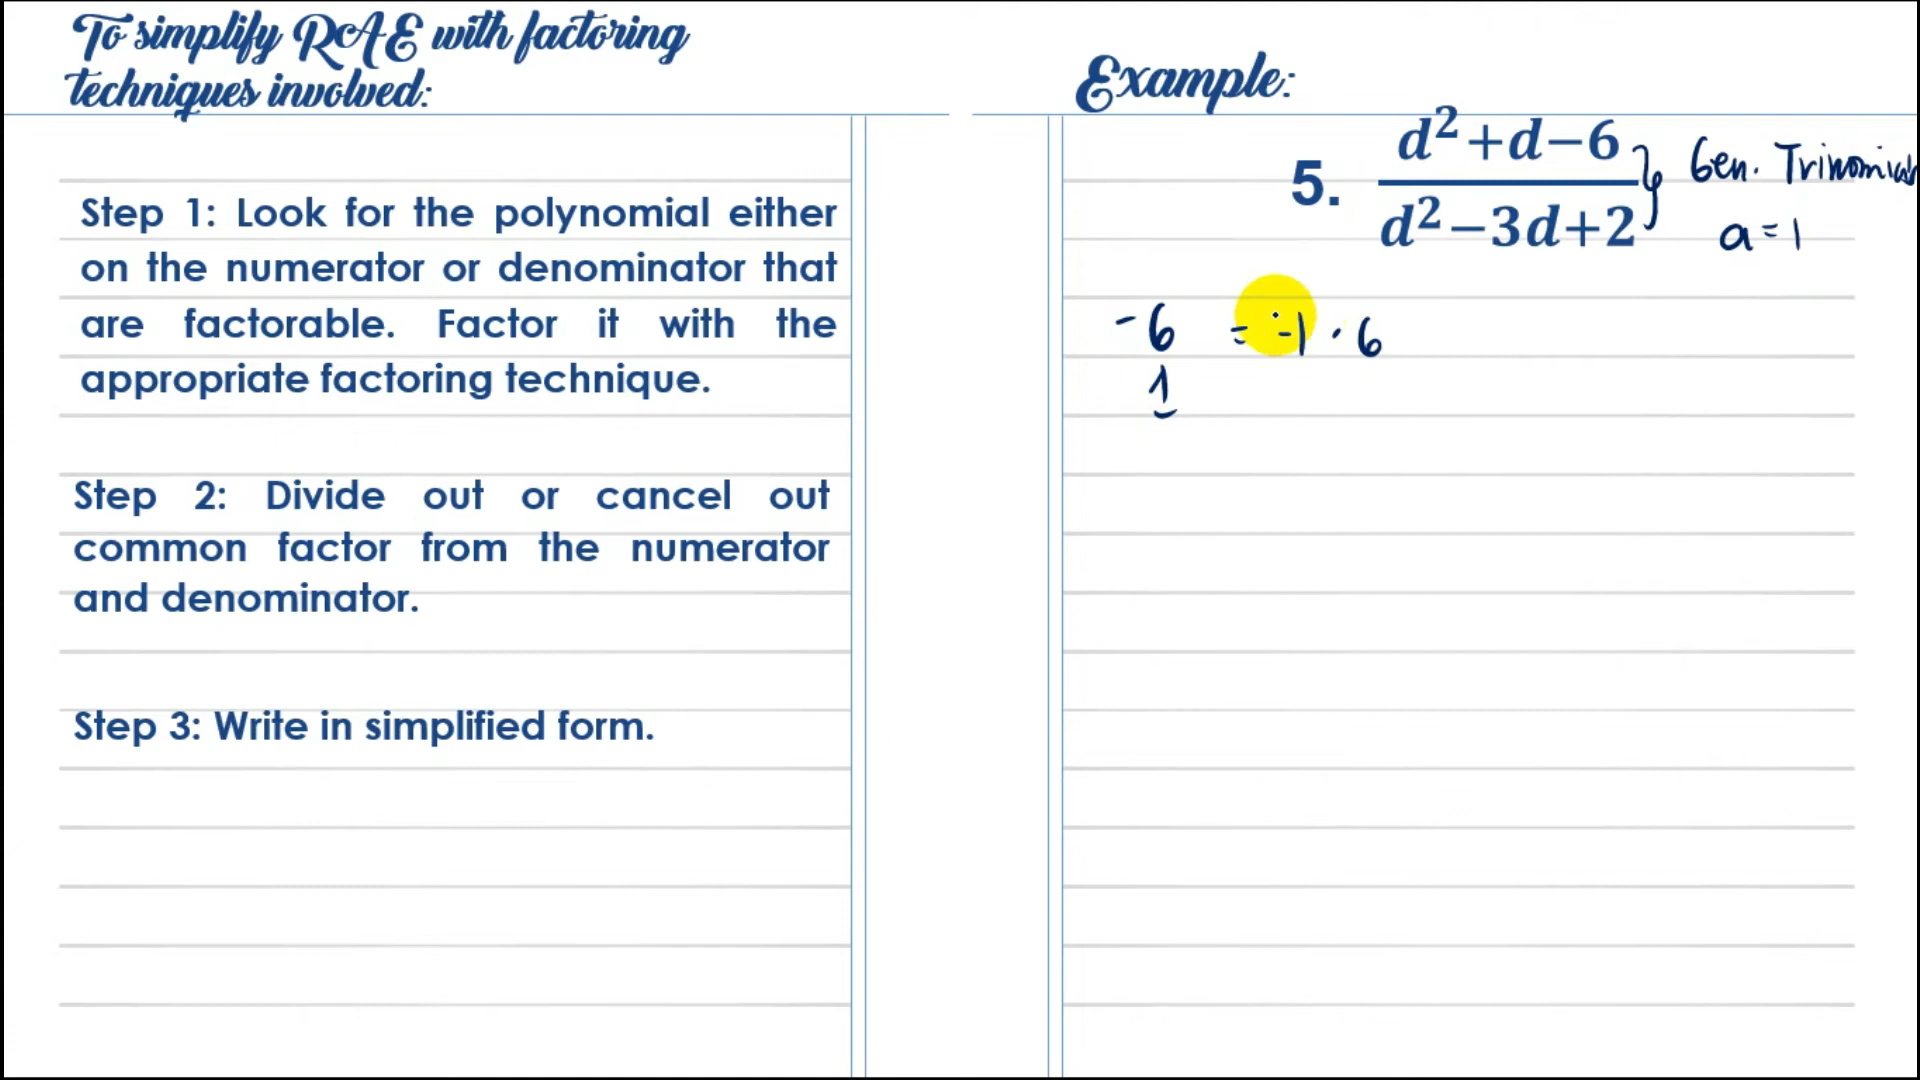 To simplify RAE with factoring
techniques involved:
Step 1: Look for the polynomial either
on the numerator or denominator that
are factorable. Factor it with the
appropriate factoring technique.
Step 2: Divide out or cancel out
common factor from the numerator
and denominator.
Step 3: Write in simplified form.
Example:
5. d²+d−6
d²−3d+2
Gen. Trinomials
a=1
-6 = -1 · 6
1